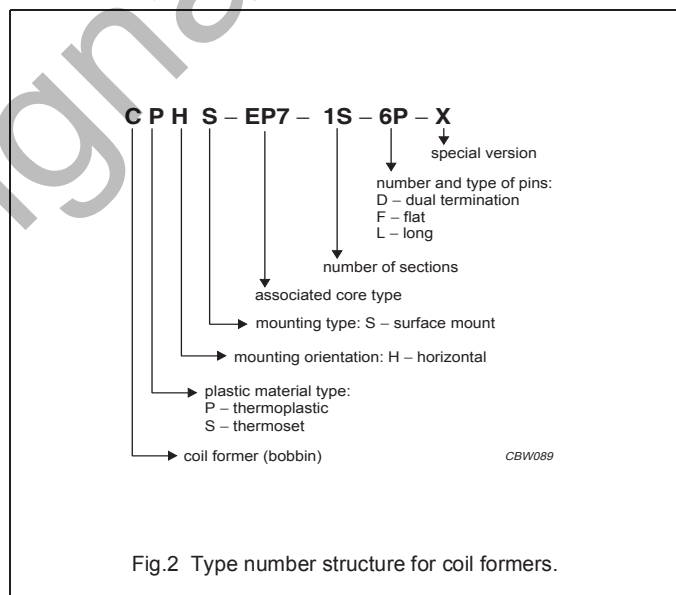 C P H S – EP7 – 1S – 6P – X
special version
number and type of pins:
D – dual termination
F – flat
L – long
number of sections
associated core type
mounting type: S – surface mount
mounting orientation: H – horizontal
plastic material type:
P – thermoplastic
S – thermoset
coil former (bobbin)
CBW089
Fig.2 Type number structure for coil formers.